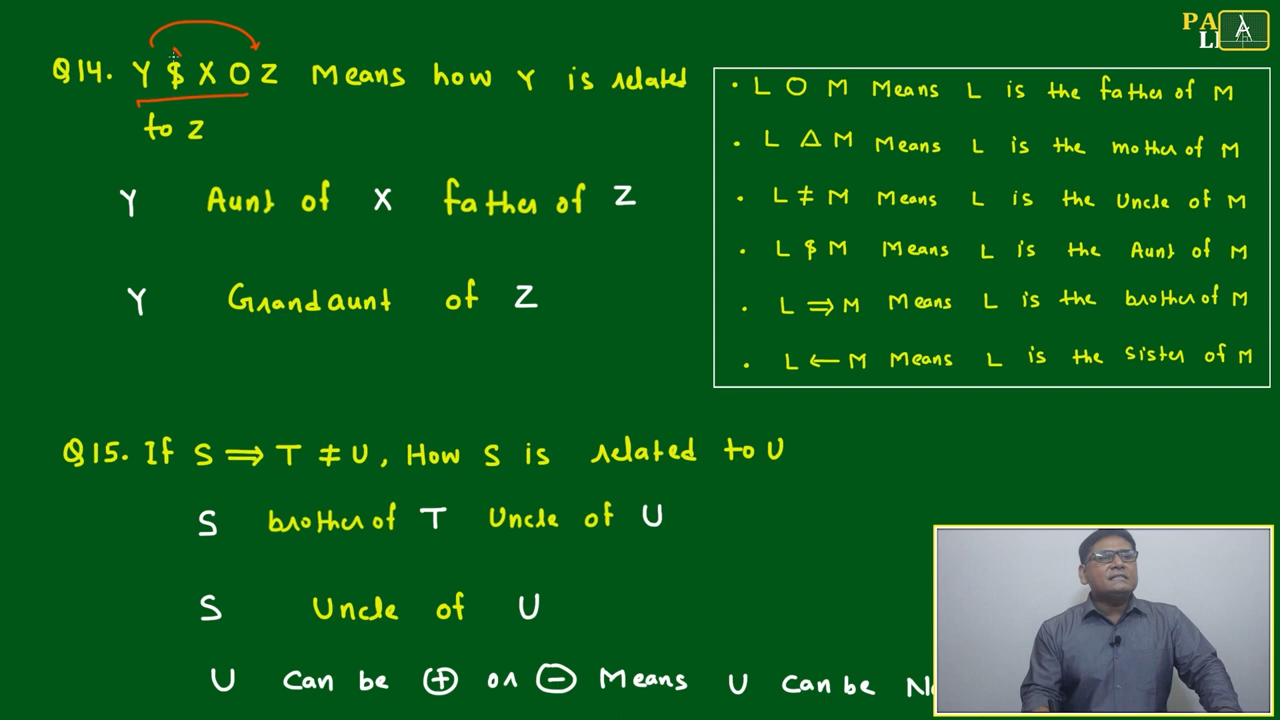 Q14. Y $ X O Z Means how Y is related
to Z
Y Aunt of X father of Z
Y Grandaunt of Z
• L O M Means L is the father of M
• L Δ M Means L is the mother of M
• L ≠ M Means L is the Uncle of M
• L $ M Means L is the Aunt of M
• L ⇒ M Means L is the brother of M
• L ← M Means L is the sister of M
Q15. If S ⇒ T ≠ U, How S is related to U
S brother of T Uncle of U
S Uncle of U
U Can be ⊕ or ⊖ Means U Can be
PA